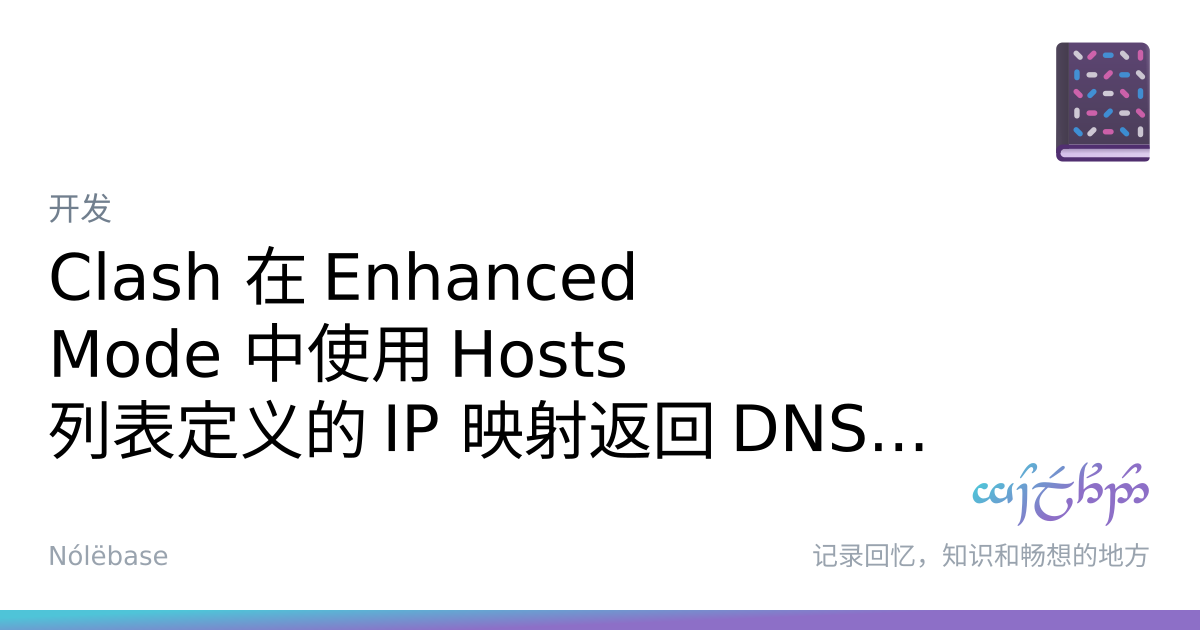 开发
Clash 在 Enhanced
Mode 中使用 Hosts
列表定义的 IP 映射返回 DNS...
Nólëbase
记录回忆，知识和畅想的地方